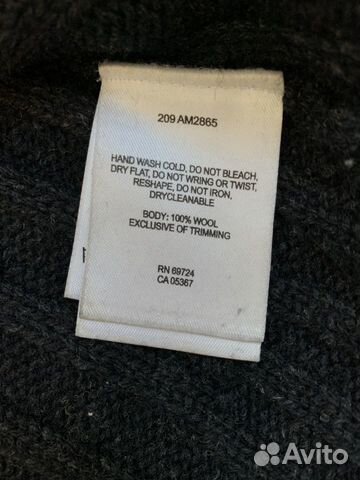 209 AM2865
HAND WASH COLD, DO NOT BLEACH,
DRY FLAT, DO NOT WRING OR TWIST,
RESHAPE, DO NOT IRON,
DRYCLEANABLE
BODY: 100% WOOL
EXCLUSIVE OF TRIMMING
RN 69724
CA 05367
Avito